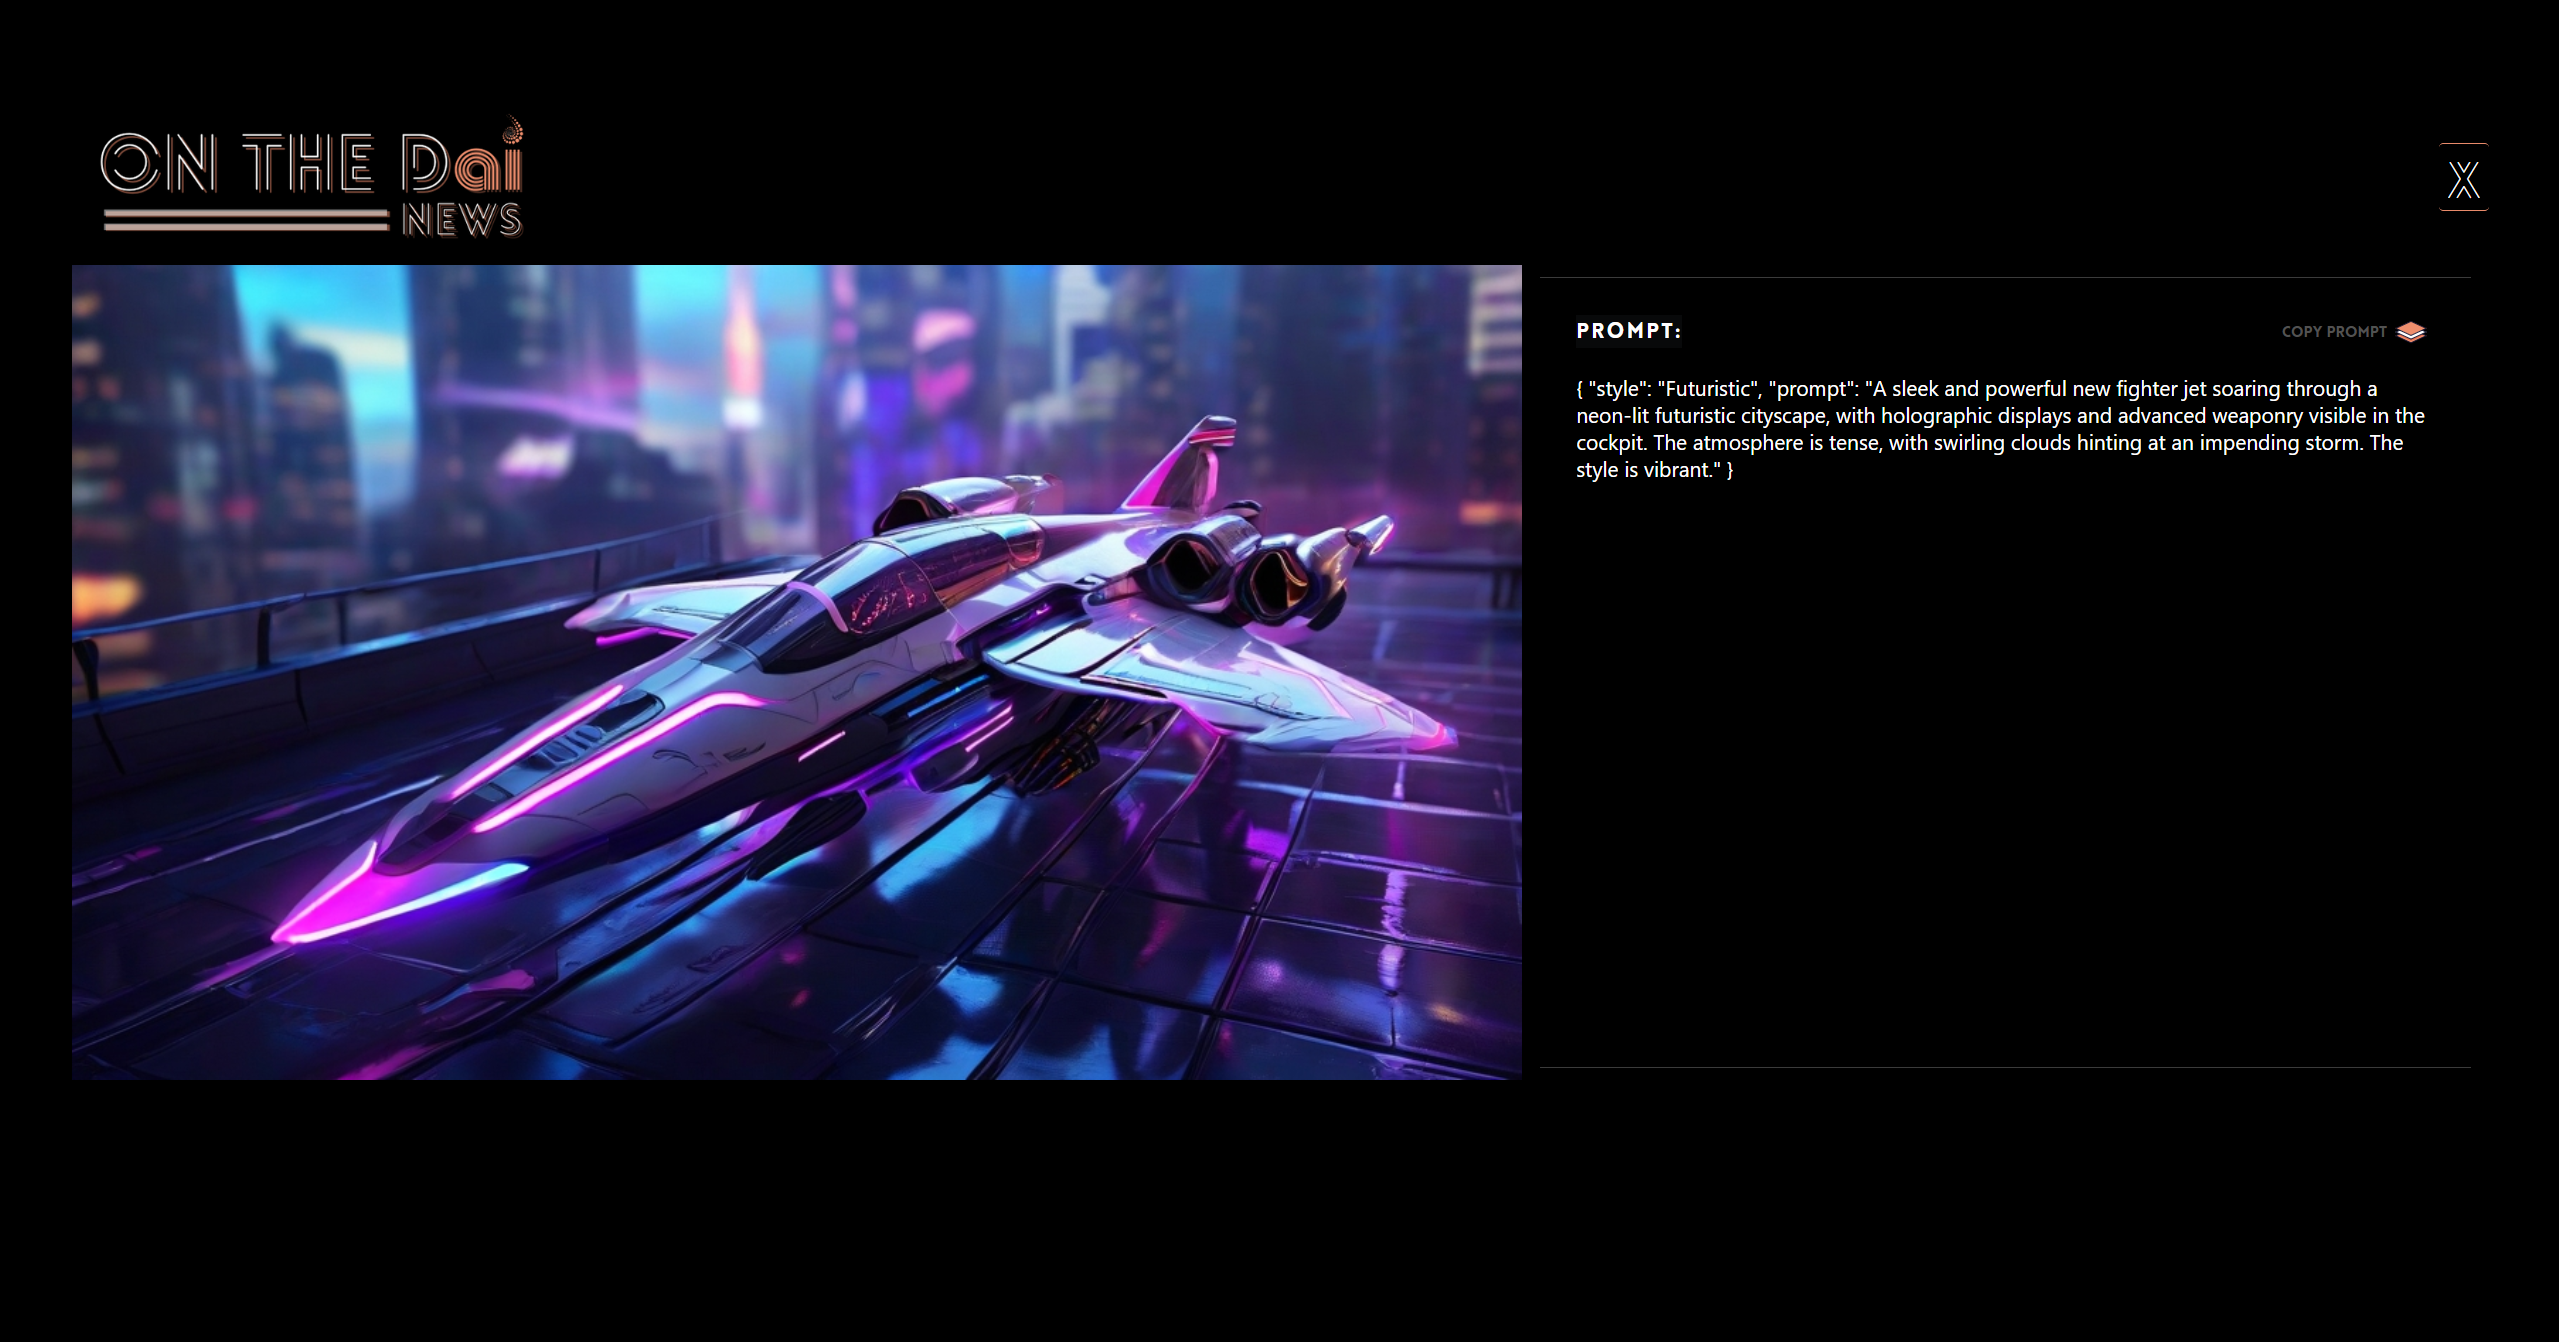 ON THE Dai
NEWS
X
PROMPT:
COPY PROMPT
{ "style": "Futuristic", "prompt": "A sleek and powerful new fighter jet soaring through a
neon-lit futuristic cityscape, with holographic displays and advanced weaponry visible in the
cockpit. The atmosphere is tense, with swirling clouds hinting at an impending storm. The
style is vibrant." }